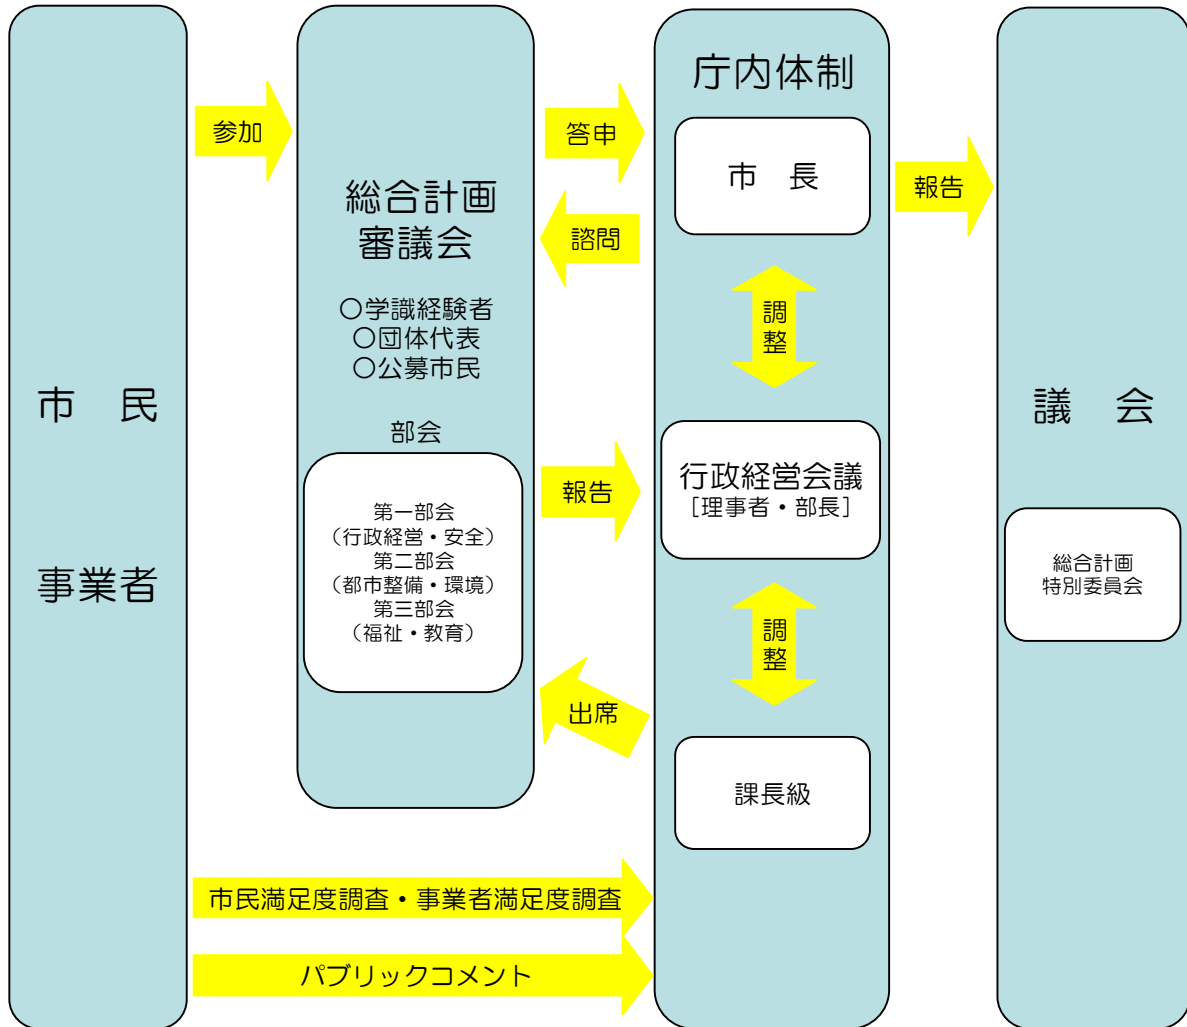 市　民
事業者
参加
総合計画
審議会
○学識経験者
○団体代表
○公募市民
部会
第一部会
（行政経営・安全）
第二部会
（都市整備・環境）
第三部会
（福祉・教育）
答申
諮問
報告
出席
庁内体制
市　長
調
整
行政経営会議
［理事者・部長］
調
整
課長級
報告
議　会
総合計画
特別委員会
市民満足度調査・事業者満足度調査
パブリックコメント